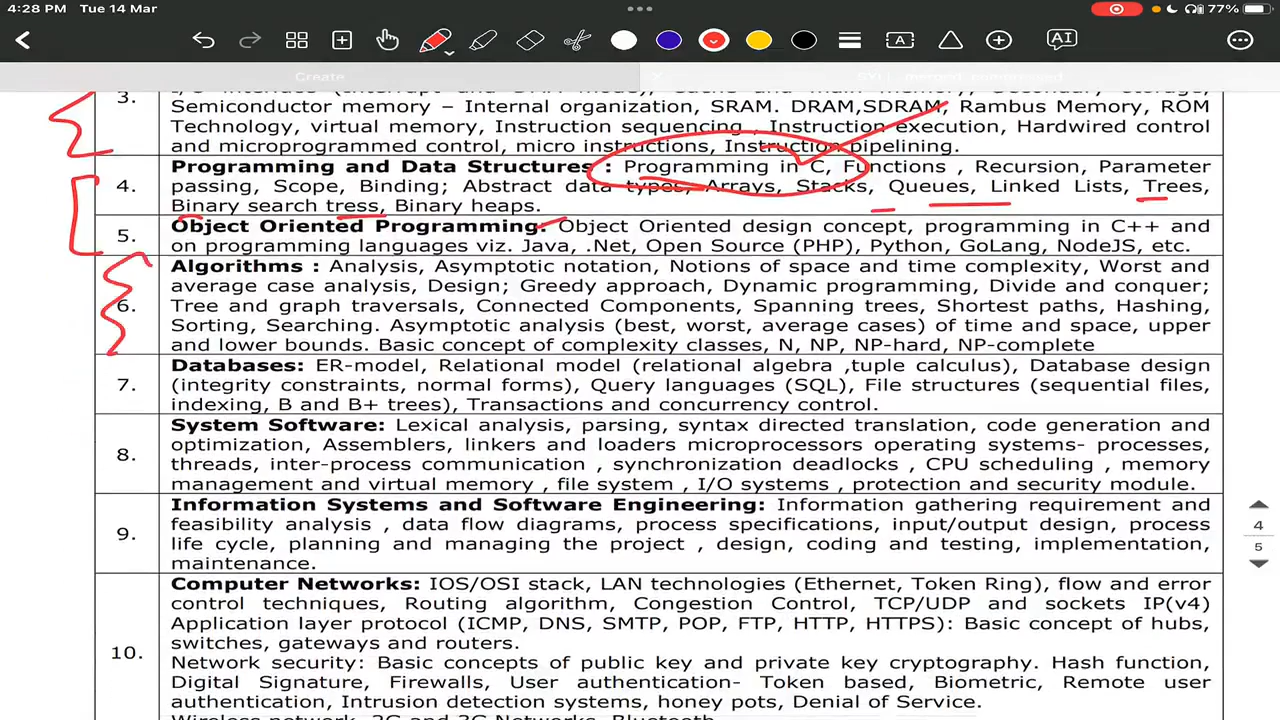 4:28 PM Tue 14 Mar
77%
A
AI
Create
3.
Semiconductor memory – Internal organization, SRAM. DRAM,SDRAM, Rambus Memory, ROM
Technology, virtual memory, Instruction sequencing , Instruction execution, Hardwired control
and microprogrammed control, micro instructions, Instruction pipelining.
4.
Programming and Data Structures : Programming in C, Functions , Recursion, Parameter
passing, Scope, Binding; Abstract data types, Arrays, Stacks, Queues, Linked Lists, Trees,
Binary search tress, Binary heaps.
5.
Object Oriented Programming: Object Oriented design concept, programming in C++ and
on programming languages viz. Java, .Net, Open Source (PHP), Python, GoLang, NodeJS, etc.
6.
Algorithms : Analysis, Asymptotic notation, Notions of space and time complexity, Worst and
average case analysis, Design; Greedy approach, Dynamic programming, Divide and conquer;
Tree and graph traversals, Connected Components, Spanning trees, Shortest paths, Hashing,
Sorting, Searching. Asymptotic analysis (best, worst, average cases) of time and space, upper
and lower bounds. Basic concept of complexity classes, N, NP, NP-hard, NP-complete
7.
Databases: ER-model, Relational model (relational algebra ,tuple calculus), Database design
(integrity constraints, normal forms), Query languages (SQL), File structures (sequential files,
indexing, B and B+ trees), Transactions and concurrency control.
8.
System Software: Lexical analysis, parsing, syntax directed translation, code generation and
optimization, Assemblers, linkers and loaders microprocessors operating systems- processes,
threads, inter-process communication , synchronization deadlocks , CPU scheduling , memory
management and virtual memory , file system , I/O systems , protection and security module.
9.
Information Systems and Software Engineering: Information gathering requirement and
feasibility analysis , data flow diagrams, process specifications, input/output design, process
life cycle, planning and managing the project , design, coding and testing, implementation,
maintenance.
10.
Computer Networks: IOS/OSI stack, LAN technologies (Ethernet, Token Ring), flow and error
control techniques, Routing algorithm, Congestion Control, TCP/UDP and sockets IP(v4)
Application layer protocol (ICMP, DNS, SMTP, POP, FTP, HTTP, HTTPS): Basic concept of hubs,
switches, gateways and routers.
Network security: Basic concepts of public key and private key cryptography. Hash function,
Digital Signature, Firewalls, User authentication- Token based, Biometric, Remote user
authentication, Intrusion detection systems, honey pots, Denial of Service.
Wireless network, 2G and 3G Networks, Bluetooth
4
5